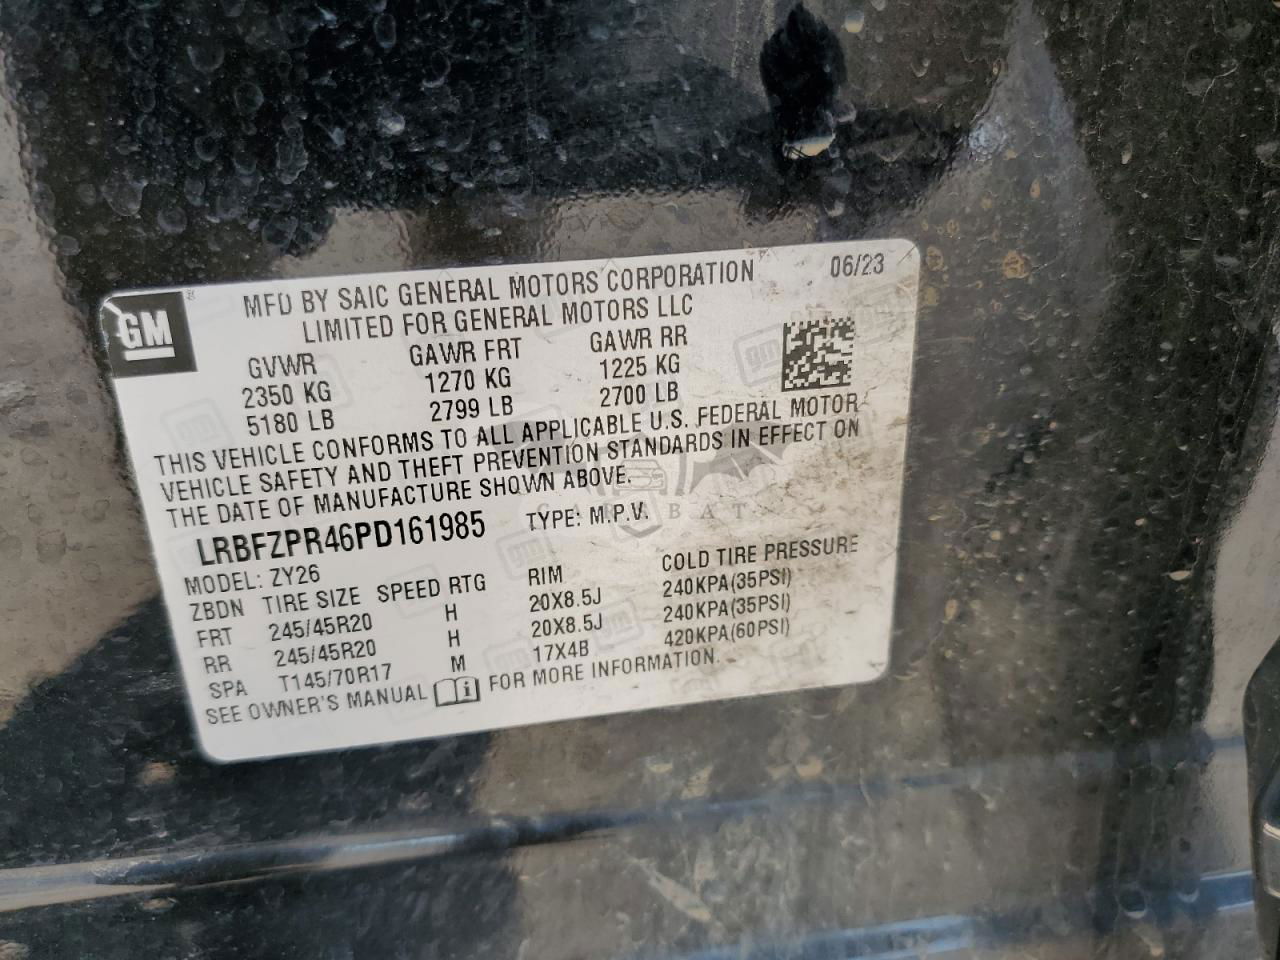 GM
MFD BY SAIC GENERAL MOTORS CORPORATION 06/23
LIMITED FOR GENERAL MOTORS LLC
GVWR GAWR FRT GAWR RR
2350 KG 1270 KG 1225 KG
5180 LB 2799 LB 2700 LB
THIS VEHICLE CONFORMS TO ALL APPLICABLE U.S. FEDERAL MOTOR
VEHICLE SAFETY AND THEFT PREVENTION STANDARDS IN EFFECT ON
THE DATE OF MANUFACTURE SHOWN ABOVE.
CARABAT
LRBFZPR46PD161985 TYPE: M.P.V.
MODEL: ZY26
ZBDN TIRE SIZE SPEED RTG RIM COLD TIRE PRESSURE
FRT 245/45R20 H 20X8.5J 240KPA(35PSI)
RR 245/45R20 H 20X8.5J 240KPA(35PSI)
SPA T145/70R17 M 17X4B 420KPA(60PSI)
SEE OWNER'S MANUAL FOR MORE INFORMATION.